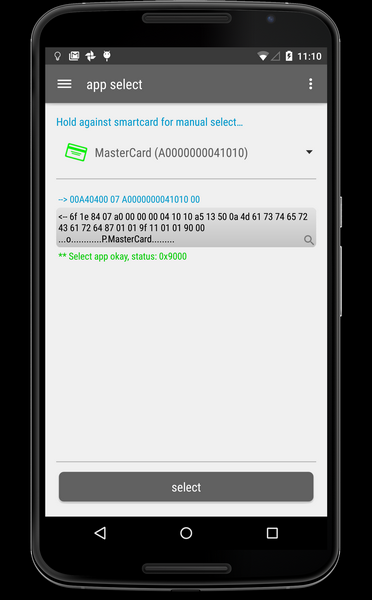 11:10
app select
Hold against smartcard for manual select…
MasterCard (A0000000041010)
--> 00A40400 07 A0000000041010 00
<-- 6f 1e 84 07 a0 00 00 00 04 10 10 a5 13 50 0a 4d 61 73 74 65 72
43 61 72 64 87 01 01 9f 11 01 01 90 00
...o............P.MasterCard.........
** Select app okay, status: 0x9000
select